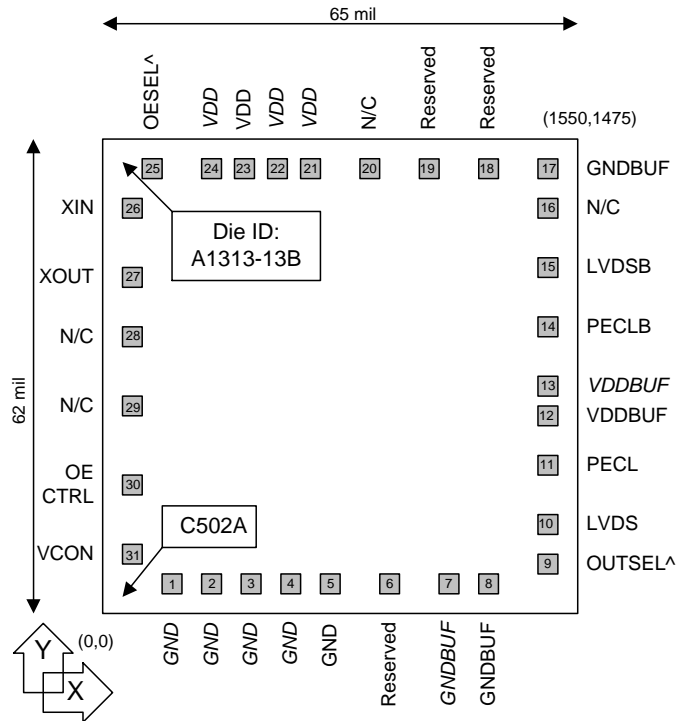 65 mil
OESEL^
VDD
VDD
VDD
VDD
N/C
Reserved
Reserved
(1550,1475)
25
24
23
22
21
20
19
18
17
GNDBUF
XIN
26
16
N/C
Die ID:
A1313-13B
XOUT
27
15
LVDSB
N/C
28
14
PECLB
62 mil
13
VDDBUF
N/C
29
12
VDDBUF
OE
CTRL
30
11
PECL
C502A
10
LVDS
VCON
31
9
OUTSEL^
1
2
3
4
5
6
7
8
GND
GND
GND
GND
GND
Reserved
GNDBUF
GNDBUF
(0,0)
Y
X